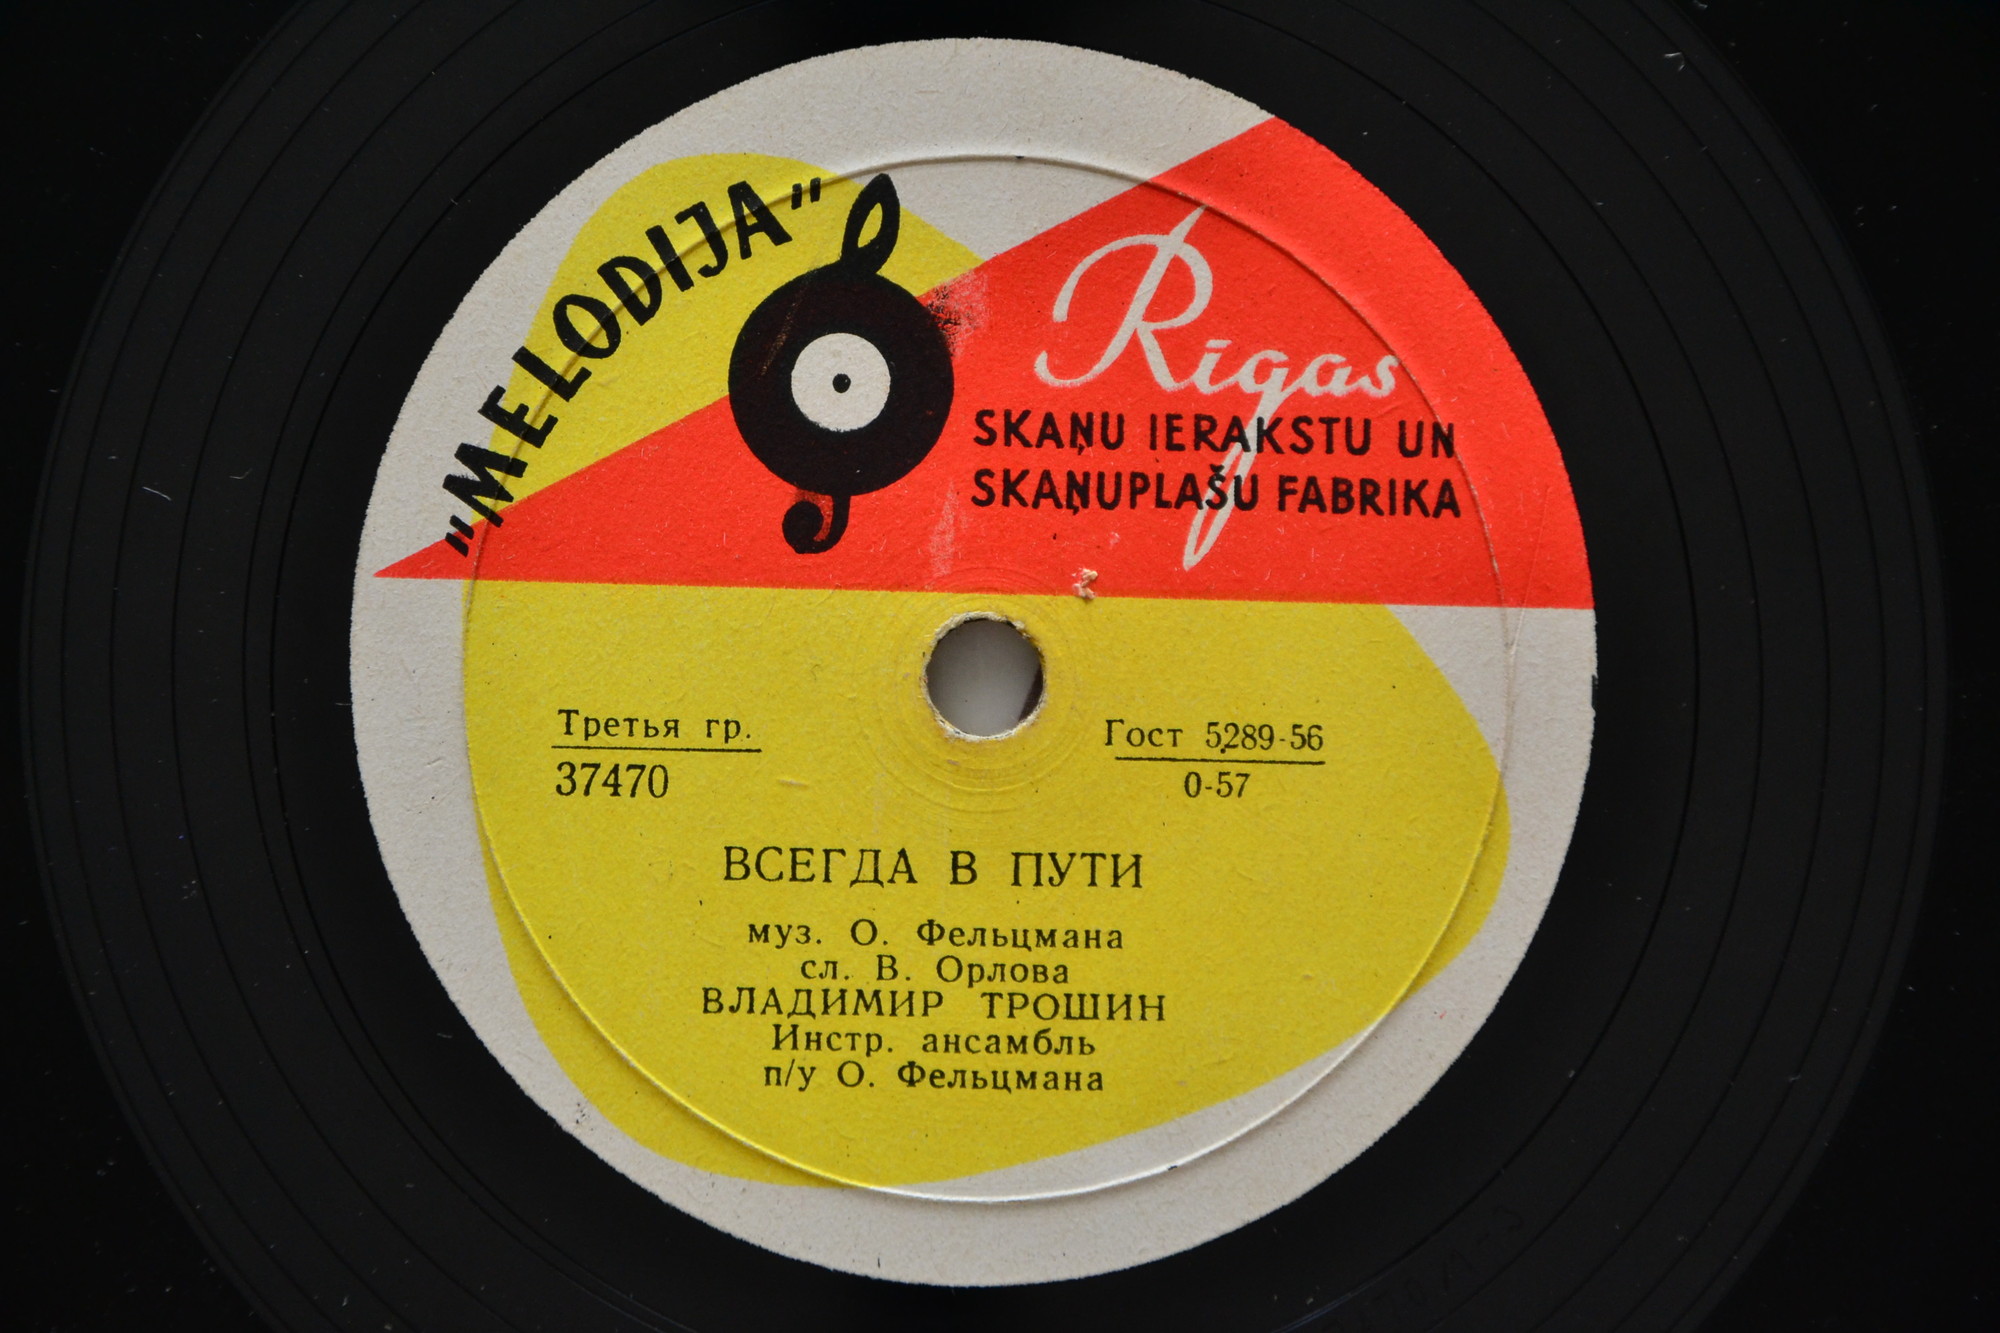 "MELODIJA"
Rigas
SKAŅU IERAKSTU UN
SKAŅUPLAŠU FABRIKA
Третья гр.
37470
Гост 5289-56
0-57
ВСЕГДА В ПУТИ
муз. О. Фельцмана
сл. В. Орлова
ВЛАДИМИР ТРОШИН
Инстр. ансамбль
п/у О. Фельцмана